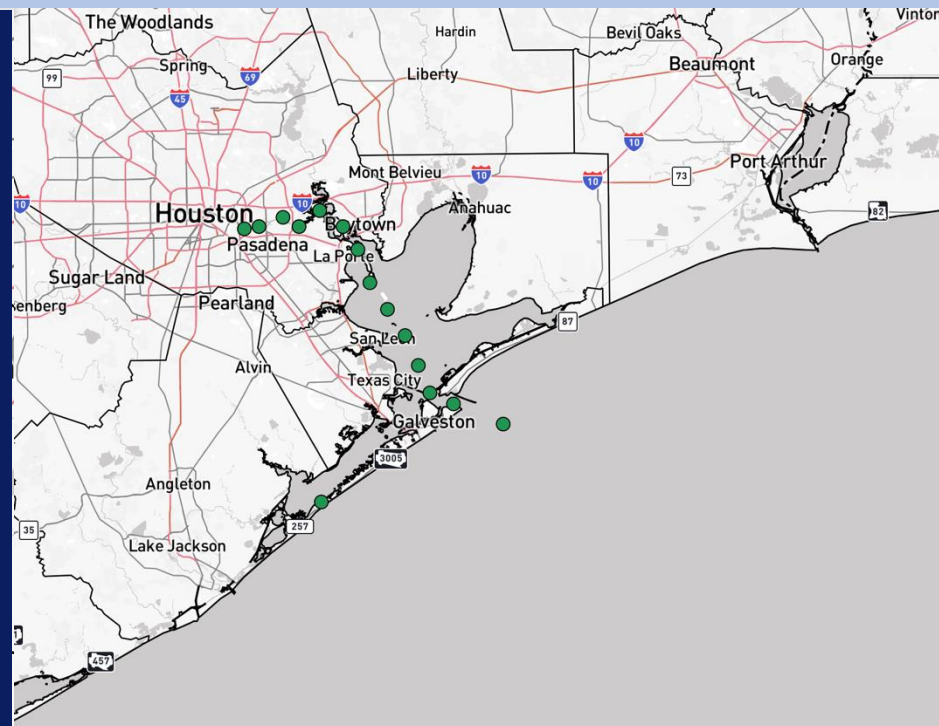 The Woodlands
Hardin
Bevil Oaks
Vinton
Spring
69
Liberty
Beaumont
Orange
99
45
10
Mont Belvieu
10
10
73
Port Arthur
10
Houston
10
Anahuac
82
Baytown
Pasadena
La Porte
Sugar Land
enberg
Pearland
87
San Leon
Alvin
Texas City
Galveston
3005
Angleton
257
35
Lake Jackson
457